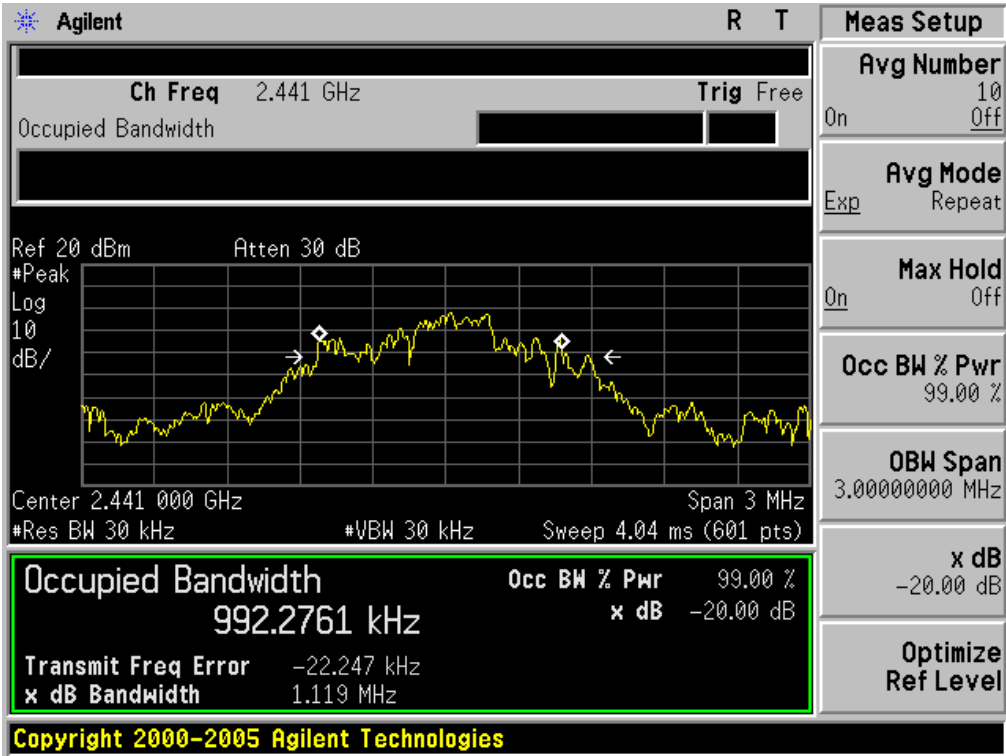 Agilent R T
Ch Freq 2.441 GHz Trig Free
Occupied Bandwidth
Ref 20 dBm Atten 30 dB
#Peak
Log
10
dB/
Center 2.441 000 GHz Span 3 MHz
#Res BW 30 kHz #VBW 30 kHz Sweep 4.04 ms (601 pts)
Occupied Bandwidth Occ BW % Pwr 99.00 %
992.2761 kHz x dB -20.00 dB
Transmit Freq Error -22.247 kHz
x dB Bandwidth 1.119 MHz
Copyright 2000-2005 Agilent Technologies
Meas Setup
Avg Number
10
On Off
Avg Mode
Exp Repeat
Max Hold
On Off
Occ BW % Pwr
99.00 %
OBW Span
3.00000000 MHz
x dB
-20.00 dB
Optimize
Ref Level